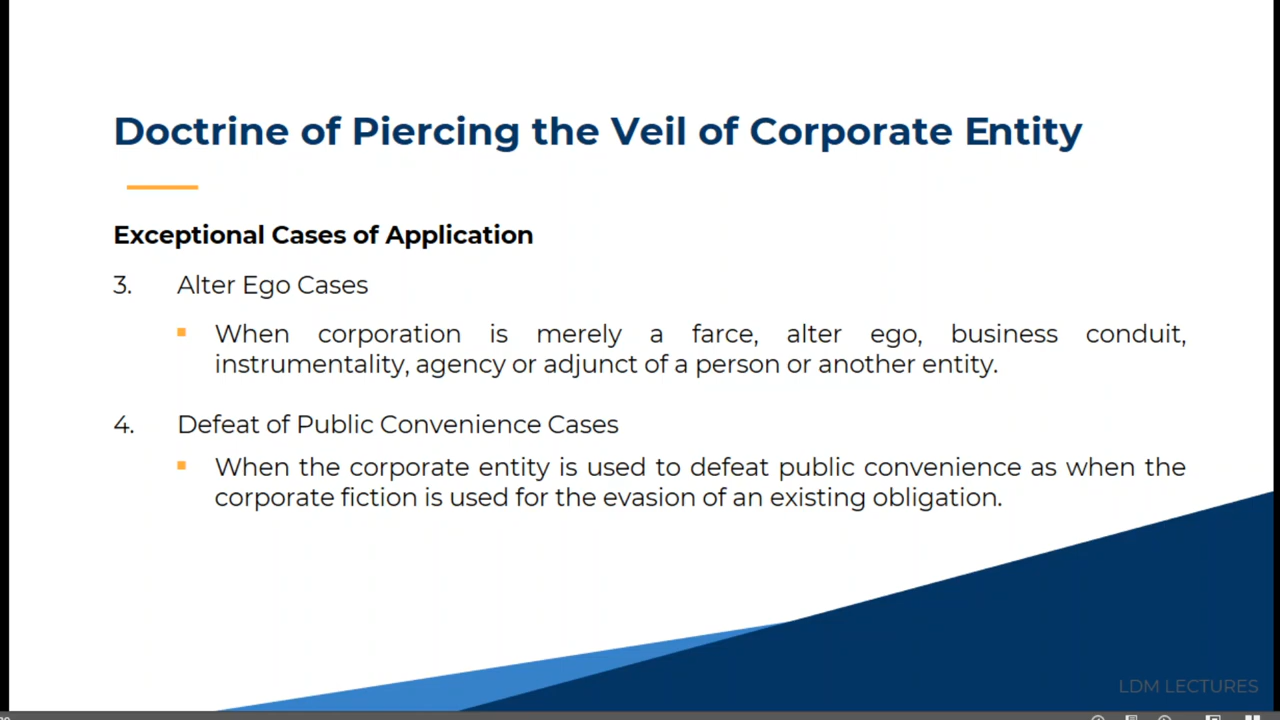 Doctrine of Piercing the Veil of Corporate Entity
Exceptional Cases of Application
3. Alter Ego Cases
When corporation is merely a farce, alter ego, business conduit,
instrumentality, agency or adjunct of a person or another entity.
4. Defeat of Public Convenience Cases
When the corporate entity is used to defeat public convenience as when the
corporate fiction is used for the evasion of an existing obligation.
LDM LECTURES